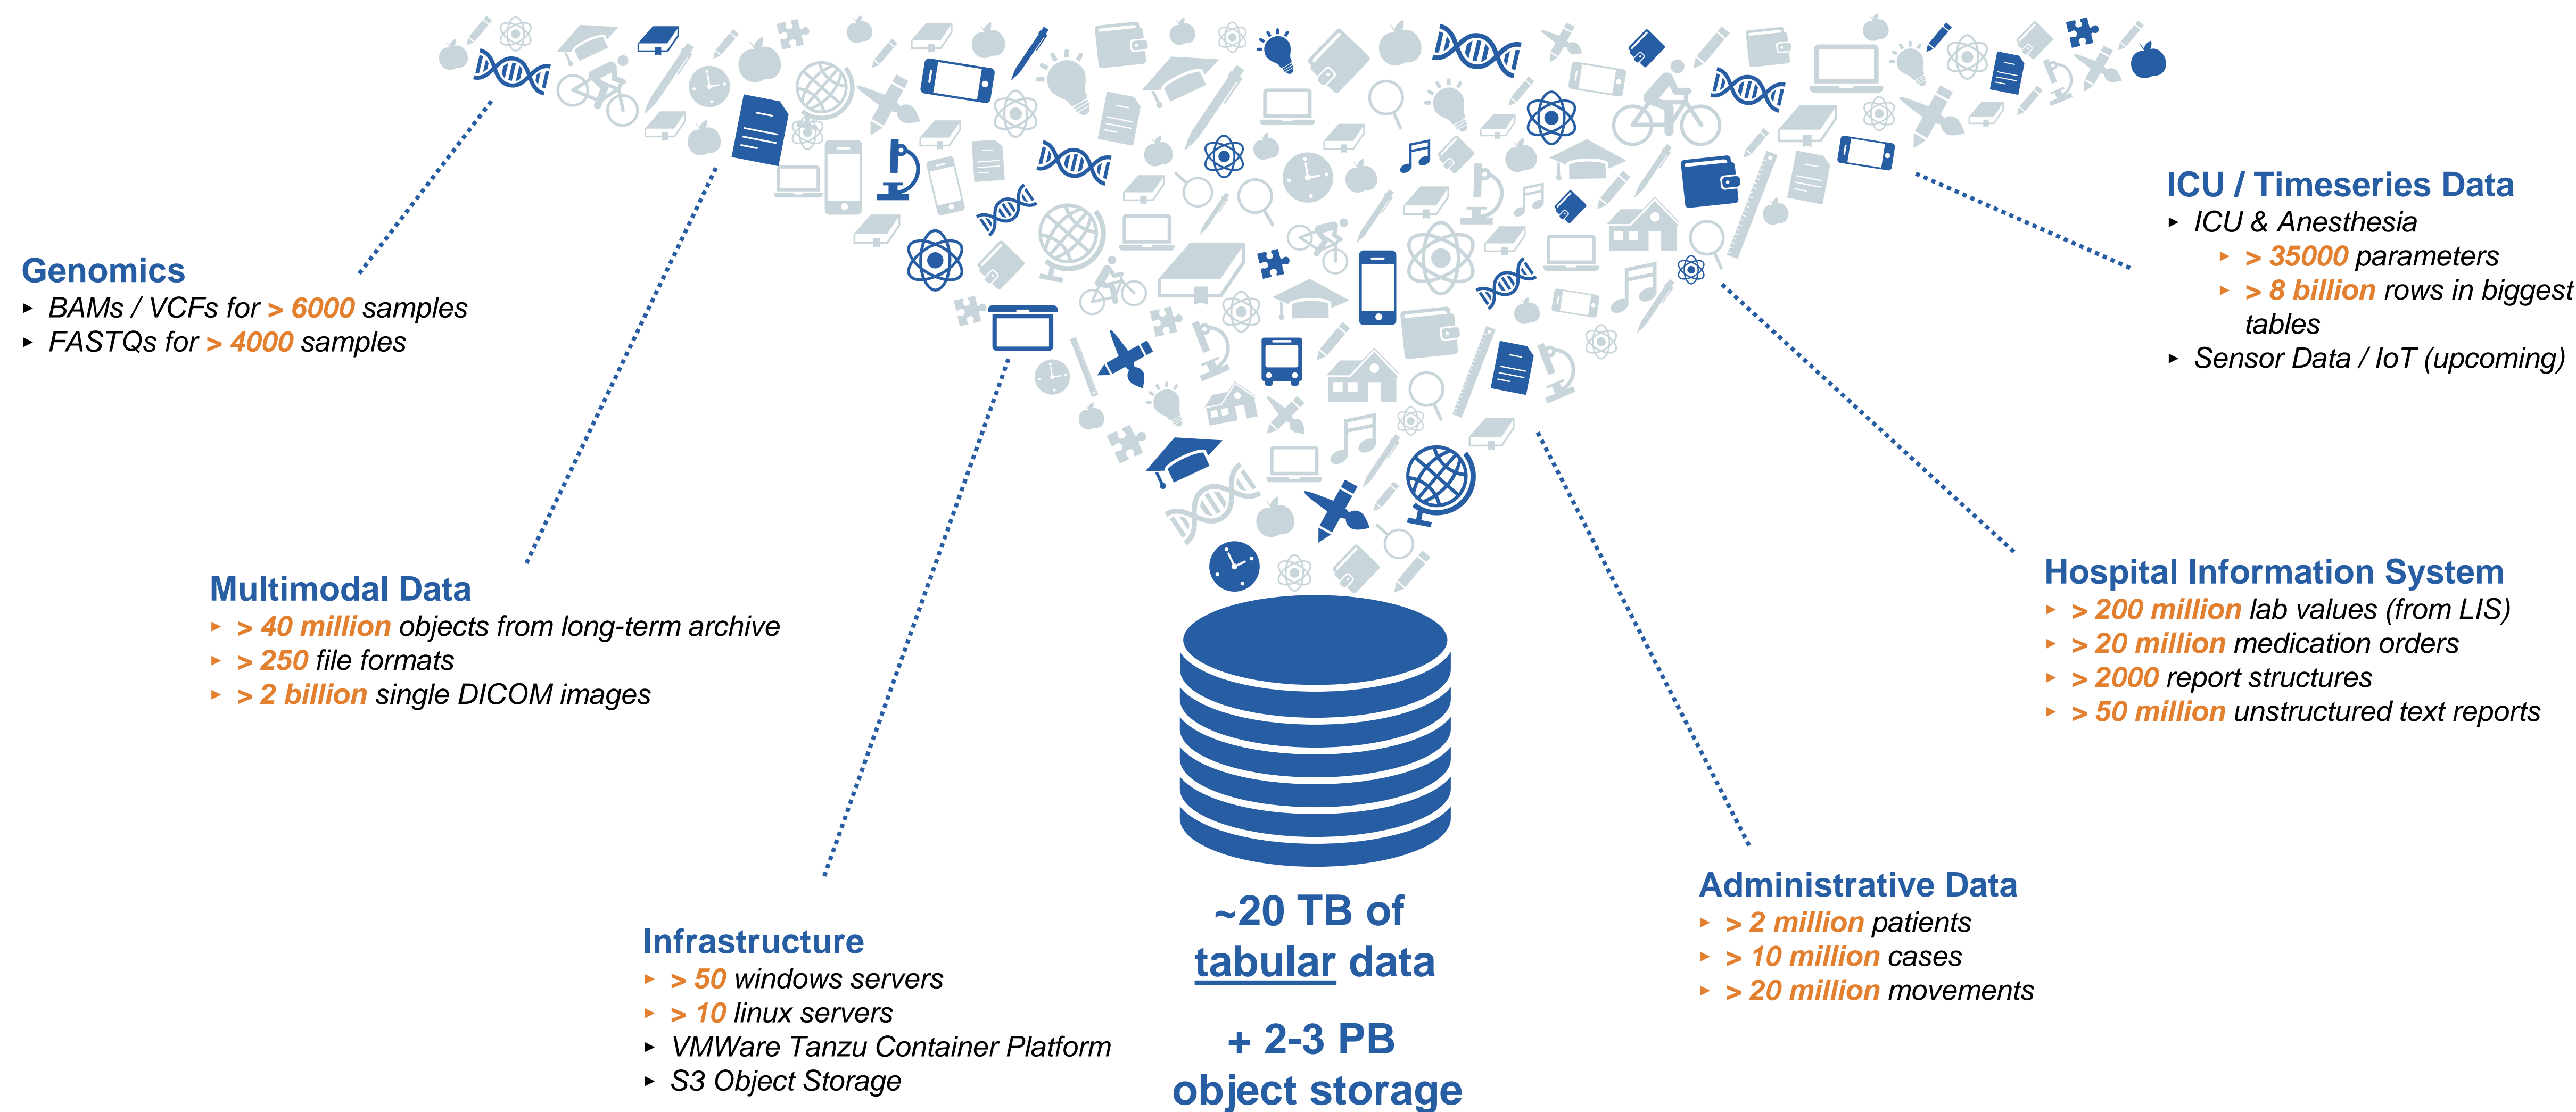 Genomics
▸ BAMs / VCFs for > 6000 samples
▸ FASTQs for > 4000 samples
Multimodal Data
▸ > 40 million objects from long-term archive
▸ > 250 file formats
▸ > 2 billion single DICOM images
Infrastructure
▸ > 50 windows servers
▸ > 10 linux servers
▸ VMWare Tanzu Container Platform
▸ S3 Object Storage
~20 TB of
tabular data
+ 2-3 PB
object storage
Administrative Data
▸ > 2 million patients
▸ > 10 million cases
▸ > 20 million movements
Hospital Information System
▸ > 200 million lab values (from LIS)
▸ > 20 million medication orders
▸ > 2000 report structures
▸ > 50 million unstructured text reports
ICU / Timeseries Data
▸ ICU & Anesthesia
▸ > 35000 parameters
▸ > 8 billion rows in biggest
tables
▸ Sensor Data / IoT (upcoming)